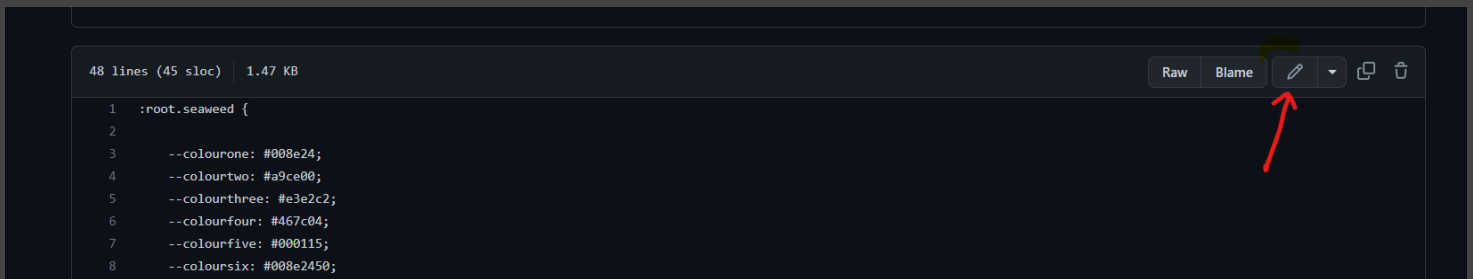 48 lines (45 sloc) 1.47 KB Raw Blame
1 :root.seaweed {
2
3 --colourone: #008e24;
4 --colourtwo: #a9ce00;
5 --colourthree: #e3e2c2;
6 --colourfour: #467c04;
7 --colourfive: #000115;
8 --coloursix: #008e2450;